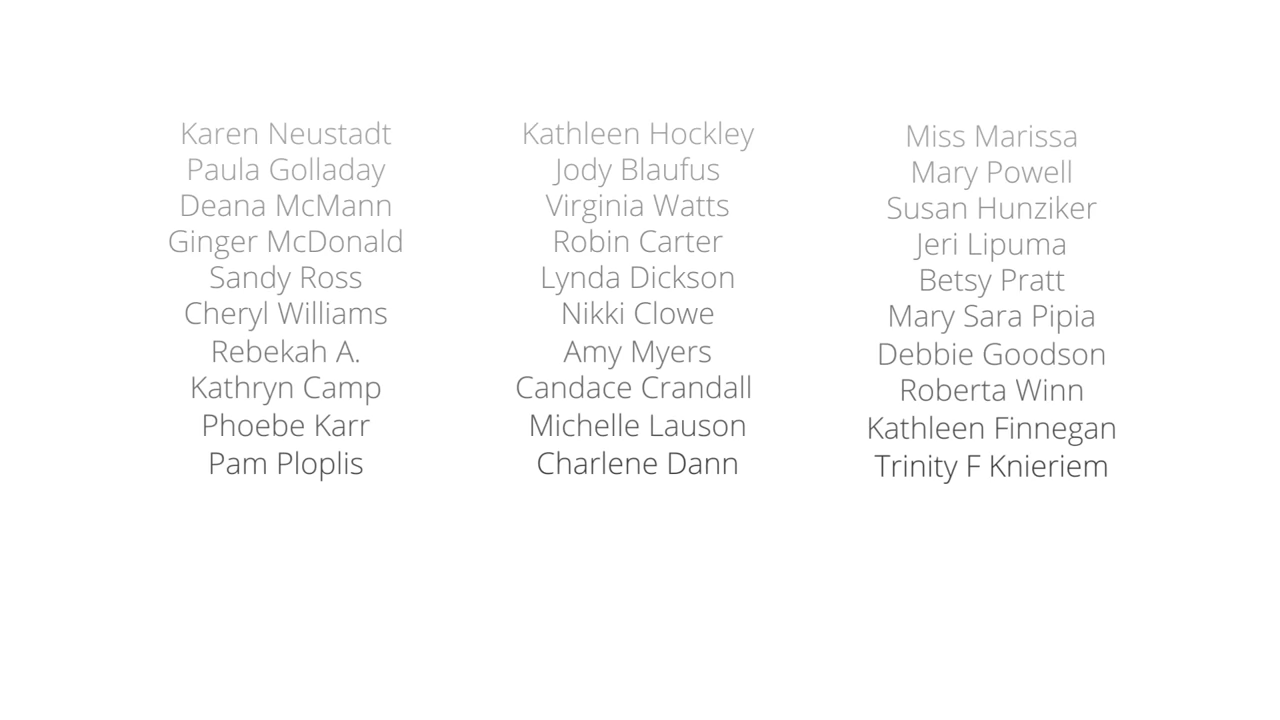 Karen Neustadt
Paula Golladay
Deana McMann
Ginger McDonald
Sandy Ross
Cheryl Williams
Rebekah A.
Kathryn Camp
Phoebe Karr
Pam Ploplis
Kathleen Hockley
Jody Blaufus
Virginia Watts
Robin Carter
Lynda Dickson
Nikki Clowe
Amy Myers
Candace Crandall
Michelle Lauson
Charlene Dann
Miss Marissa
Mary Powell
Susan Hunziker
Jeri Lipuma
Betsy Pratt
Mary Sara Pipia
Debbie Goodson
Roberta Winn
Kathleen Finnegan
Trinity F Knieriem